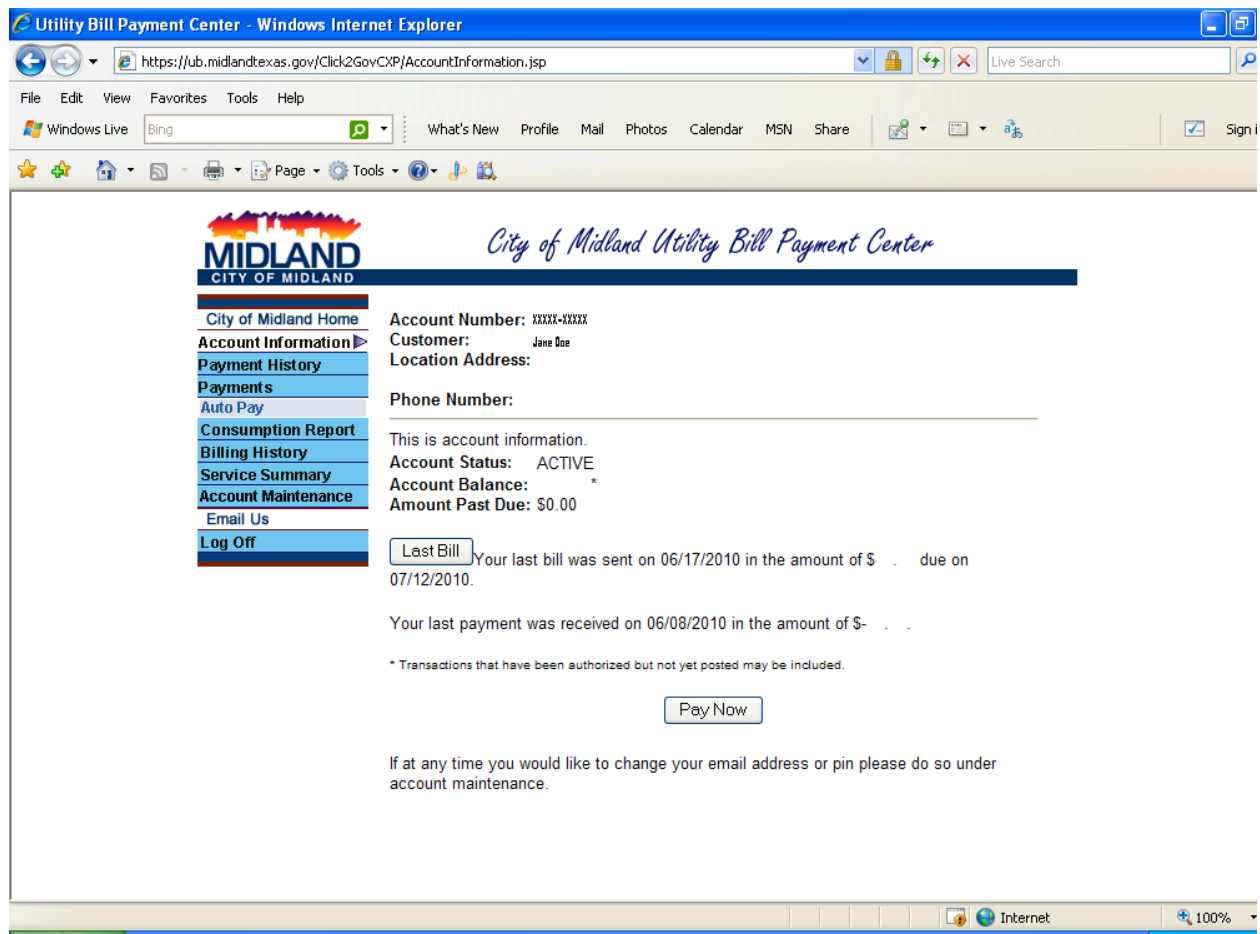 Utility Bill Payment Center - Windows Internet Explorer
https://ub.midlandtexas.gov/Click2GovCXP/AccountInformation.jsp
Live Search
File Edit View Favorites Tools Help
Windows Live Bing What's New Profile Mail Photos Calendar MSN Share Sign i
Page Tools
MIDLAND
CITY OF MIDLAND
City of Midland Utility Bill Payment Center
City of Midland Home
Account Information
Payment History
Payments
Auto Pay
Consumption Report
Billing History
Service Summary
Account Maintenance
Email Us
Log Off
Account Number: XXXXX-XXXXX
Customer: Jane Doe
Location Address:
Phone Number:
This is account information.
Account Status: ACTIVE
Account Balance: *
Amount Past Due: $0.00
Last Bill Your last bill was sent on 06/17/2010 in the amount of $ . due on
07/12/2010.
Your last payment was received on 06/08/2010 in the amount of $- . .
* Transactions that have been authorized but not yet posted may be included.
Pay Now
If at any time you would like to change your email address or pin please do so under
account maintenance.
Internet 100%